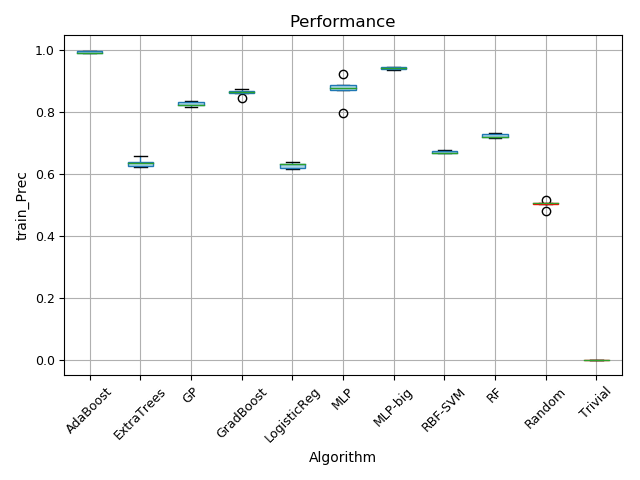 Performance
train_Prec
1.0
0.8
0.6
0.4
0.2
0.0
AdaBoost
ExtraTrees
GP
GradBoost
LogisticReg
MLP
MLP-big
RBF-SVM
RF
Random
Trivial
Algorithm